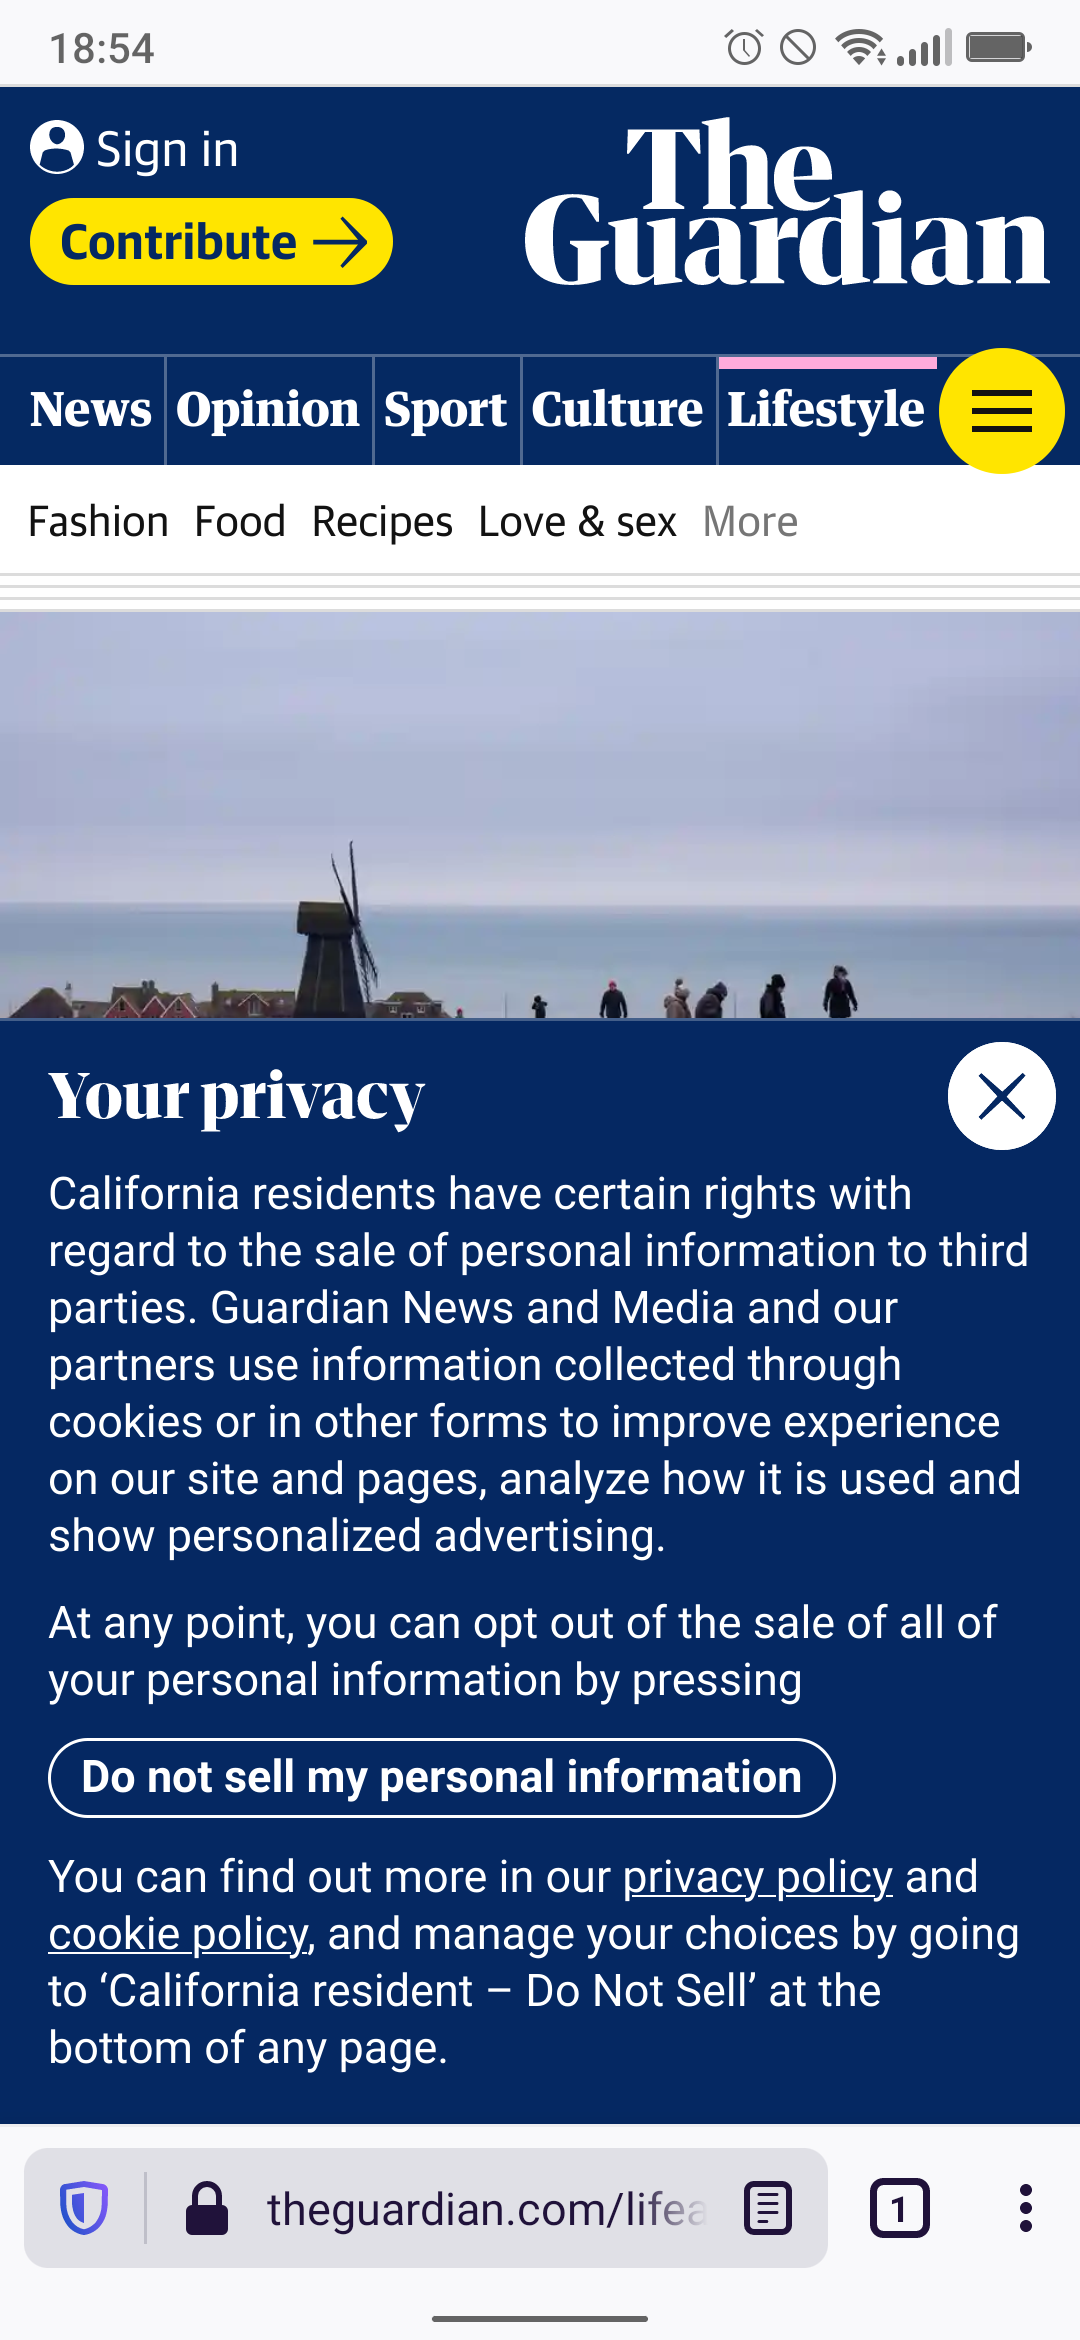 18:54
Sign in
Contribute
The
Guardian
News Opinion Sport Culture Lifestyle
Fashion Food Recipes Love & sex More
Your privacy
California residents have certain rights with
regard to the sale of personal information to third
parties. Guardian News and Media and our
partners use information collected through
cookies or in other forms to improve experience
on our site and pages, analyze how it is used and
show personalized advertising.
At any point, you can opt out of the sale of all of
your personal information by pressing
Do not sell my personal information
You can find out more in our privacy policy and
cookie policy, and manage your choices by going
to ‘California resident – Do Not Sell’ at the
bottom of any page.
theguardian.com/lifea
1